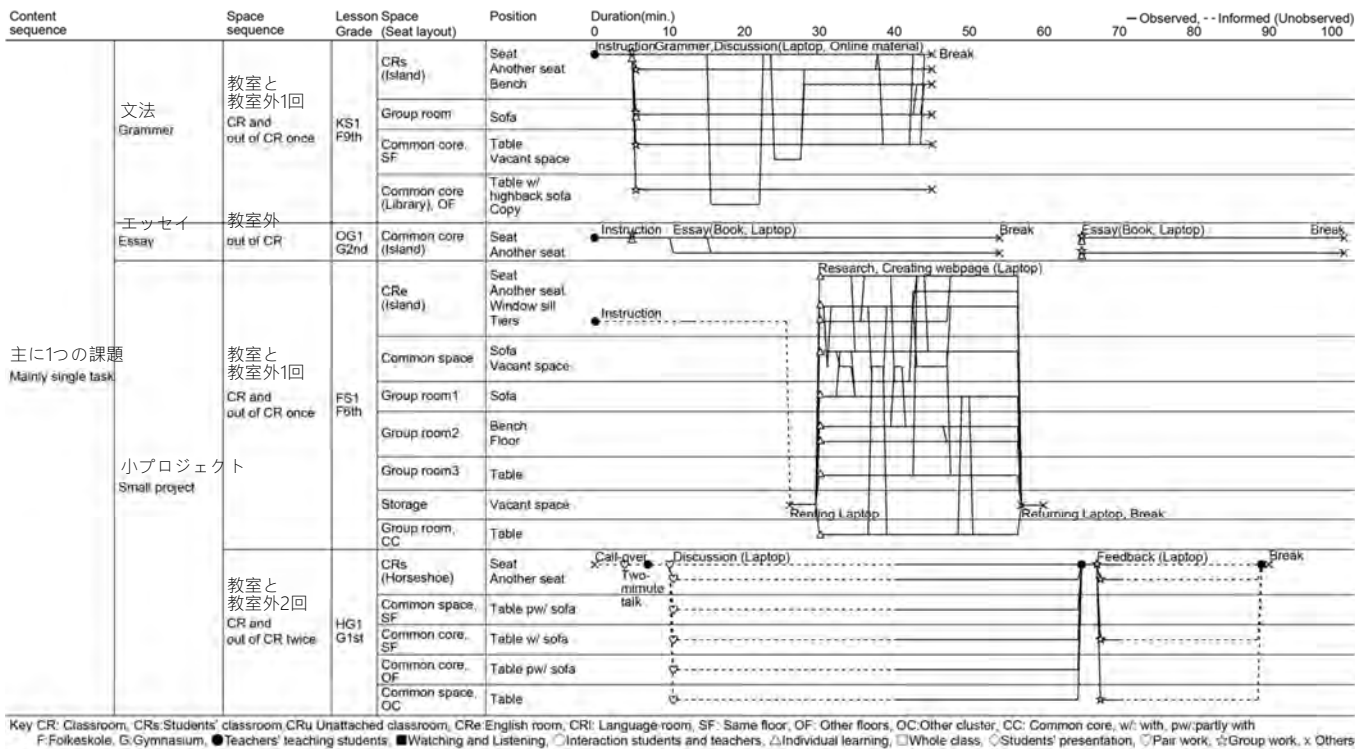 Content sequence
Space sequence
Lesson Grade
Space (Seat layout)
Position
Duration(min.)
— Observed, - - Informed (Unobserved)
0 10 20 30 40 50 60 70 80 90 100
主に1つの課題
Mainly single task
文法
Grammer
教室と
教室外1回
CR and
out of CR once
KS1
F9th
CRs
(Island)
Seat
Another seat
Bench
InstructionGrammer,Discussion(Laptop, Online material)
Break
Group room
Sofa
Common core,
SF
Table
Vacant space
Common core
(Library), OF
Table w/
highback sofa
Copy
エッセイ
Essay
教室外
out of CR
OG1
G2nd
Common core
(Island)
Seat
Another seat
Instruction
Essay(Book, Laptop)
Break
Essay(Book, Laptop)
Break
小プロジェクト
Small project
教室と
教室外1回
CR and
out of CR once
FS1
F6th
CRe
(Island)
Seat
Another seat
Window sill
Tiers
Instruction
Research, Creating webpage (Laptop)
Common space
Sofa
Vacant space
Group room1
Sofa
Group room2
Bench
Floor
Group room3
Table
Storage
Vacant space
Renting Laptop
Returning Laptop, Break
Group room,
CC
Table
教室と
教室外2回
CR and
out of CR twice
HG1
G1st
CRs
(Horseshoe)
Seat
Another seat
Call-over
Two-
mimute
talk
Discussion (Laptop)
Feedback (Laptop)
Break
Common space,
SF
Table pw/ sofa
Common core,
SF
Table w/ sofa
Common core,
OF
Table pw/ sofa
Common space,
OC
Table
Key CR: Classroom, CRs:Students' classroom,CRu Unattached classroom, CRe:English room, CRl: Language room, SF: Same floor, OF: Other floors, OC:Other cluster, CC: Common core, w/: with, pw:partly with
F:Folkeskole, G:Gymnasium, ●Teachers' teaching students, ■Watching and Listening, ○Interaction students and teachers, △Individual learning, □Whole class, ◇Students' presentation, ▽Pair work, ☆Group work, x Others